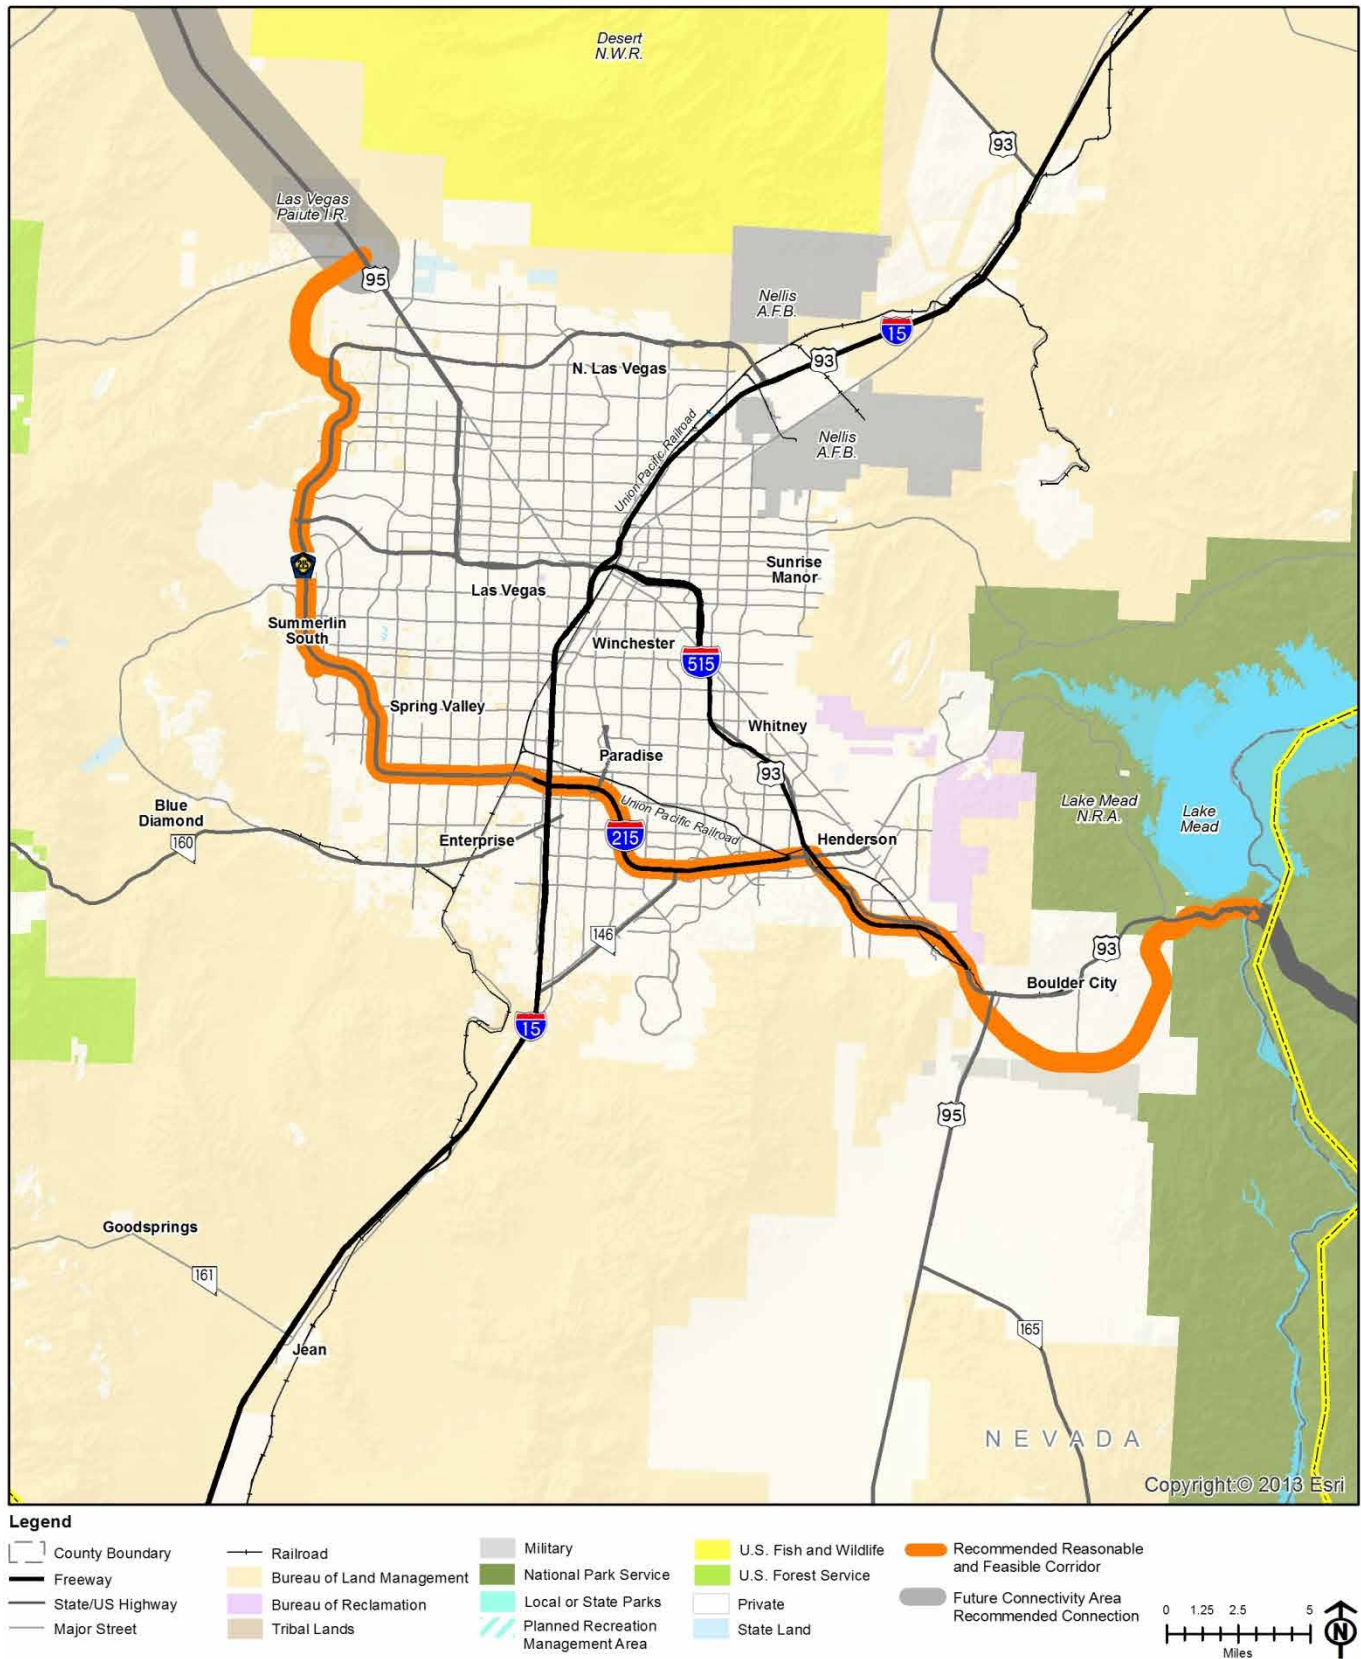 Desert
N.W.R.
93
Las Vegas
Paiute I.R.
95
Nellis
A.F.B.
15
93
N. Las Vegas
Nellis
A.F.B.
Union Pacific Railroad
Sunrise
Manor
Las Vegas
215
Summerlin
South
Winchester
515
Spring Valley
Whitney
Paradise
93
Lake Mead
N.R.A.
Lake
Mead
Blue
Diamond
160
Union Pacific Railroad
Enterprise
215
Henderson
146
93
Boulder City
15
95
Goodsprings
161
165
Jean
NEVADA
Copyright:© 2013 Esri
Legend
County Boundary
Freeway
State/US Highway
Major Street
Railroad
Bureau of Land Management
Bureau of Reclamation
Tribal Lands
Military
National Park Service
Local or State Parks
Planned Recreation
Management Area
U.S. Fish and Wildlife
U.S. Forest Service
Private
State Land
Recommended Reasonable
and Feasible Corridor
Future Connectivity Area
Recommended Connection
0 1.25 2.5 5
Miles
N